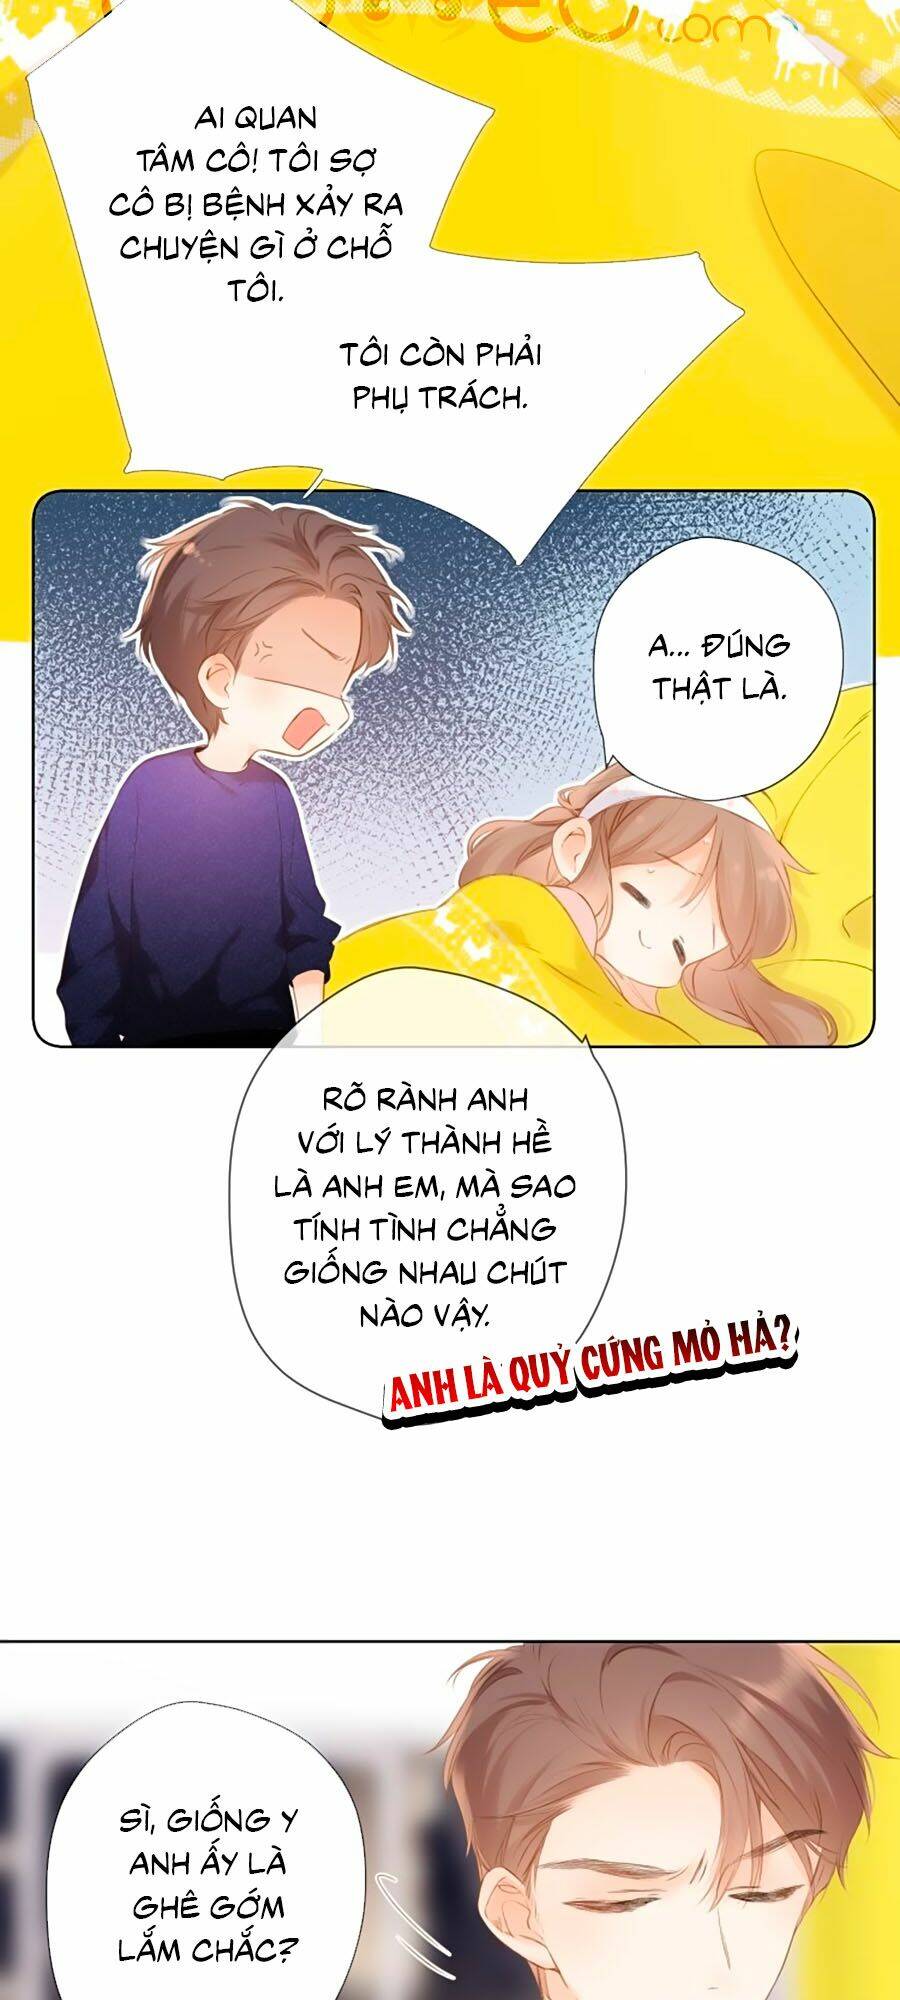 .com
AI QUAN
TÂM CÔ! TÔI SỢ
CÔ BỊ BỆNH XẢY RA
CHUYỆN GÌ Ở CHỖ
TÔI.
TÔI CÒN PHẢI
PHỤ TRÁCH.
A... ĐÚNG
THẬT LÀ.
RÕ RÀNH ANH
VỚI LÝ THÀNH HỀ
LÀ ANH EM, MÀ SAO
TÍNH TÌNH CHẲNG
GIỐNG NHAU CHÚT
NÀO VẬY.
ANH LÀ QUỶ CỨNG MỎ HẢ?
SÌ, GIỐNG Y
ANH ẤY LÀ
GHÊ GỚM
LẮM CHẮC?